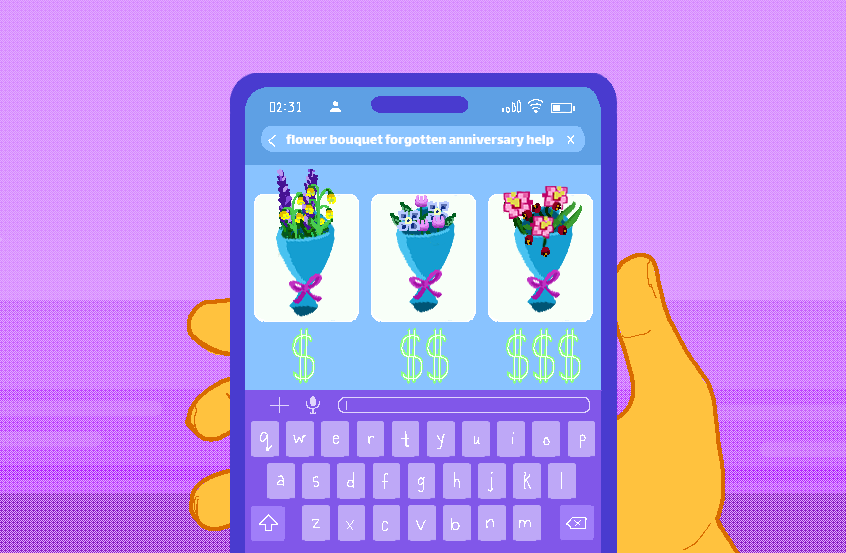 02:31
flower bouquet forgotten anniversary help
$ $$ $$$
q w e r t y u i o p
a s d f g h j k l
z x c v b n m